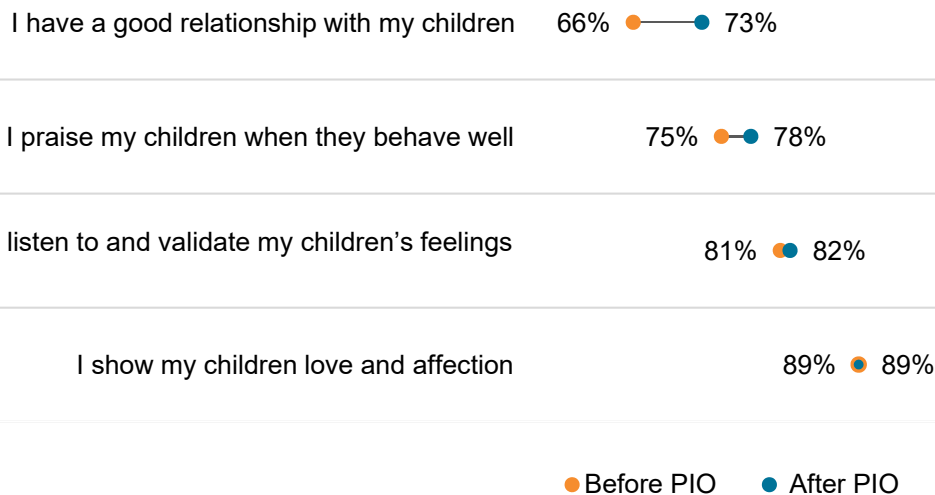 I have a good relationship with my children 66% 73%
I praise my children when they behave well 75% 78%
listen to and validate my children’s feelings 81% 82%
I show my children love and affection 89% 89%
Before PIO After PIO